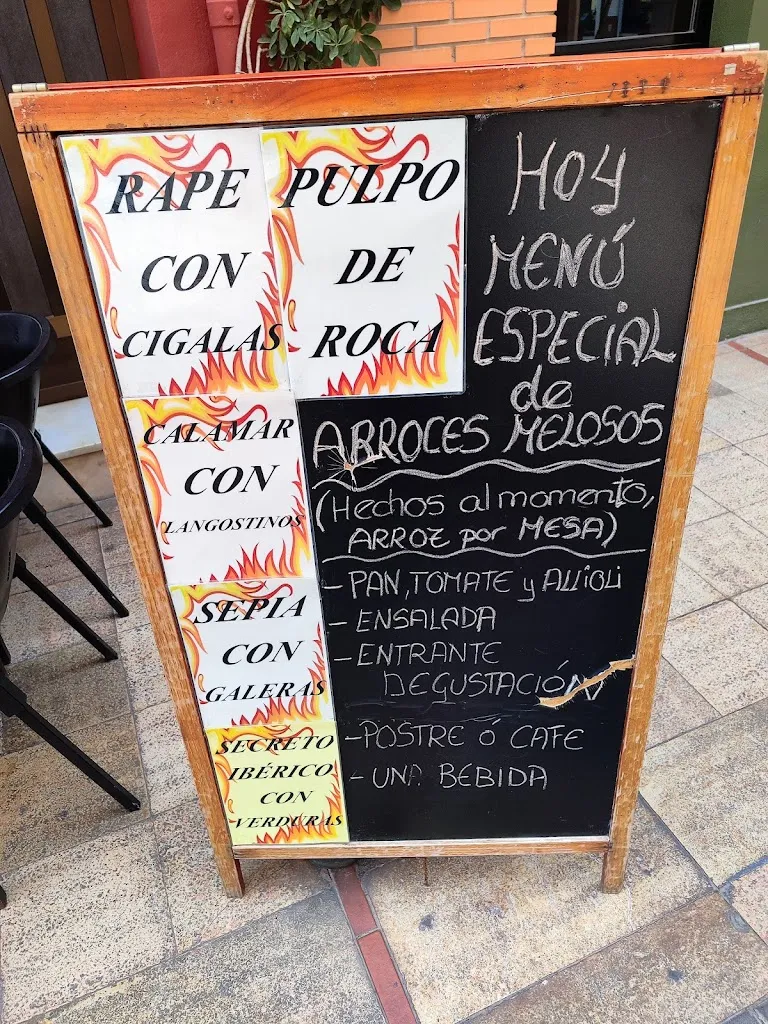 RAPE
CON
CIGALAS
PULPO
DE
ROCA
CALAMAR
CON
LANGOSTINOS
SEPIA
CON
GALERAS
SECRETO
IBÉRICO
CON
VERDURAS
HOY
MENÚ
ESPECIAL
de
ARROCES MELOSOS
(Hechos al momento,
ARROZ por MESA)
- PAN, TOMATE y ALLiOLi
- ENSALADA
- ENTRANTE
DEGUSTACIÓN
- POSTRE ó CAFE
- UNA BEBIDA